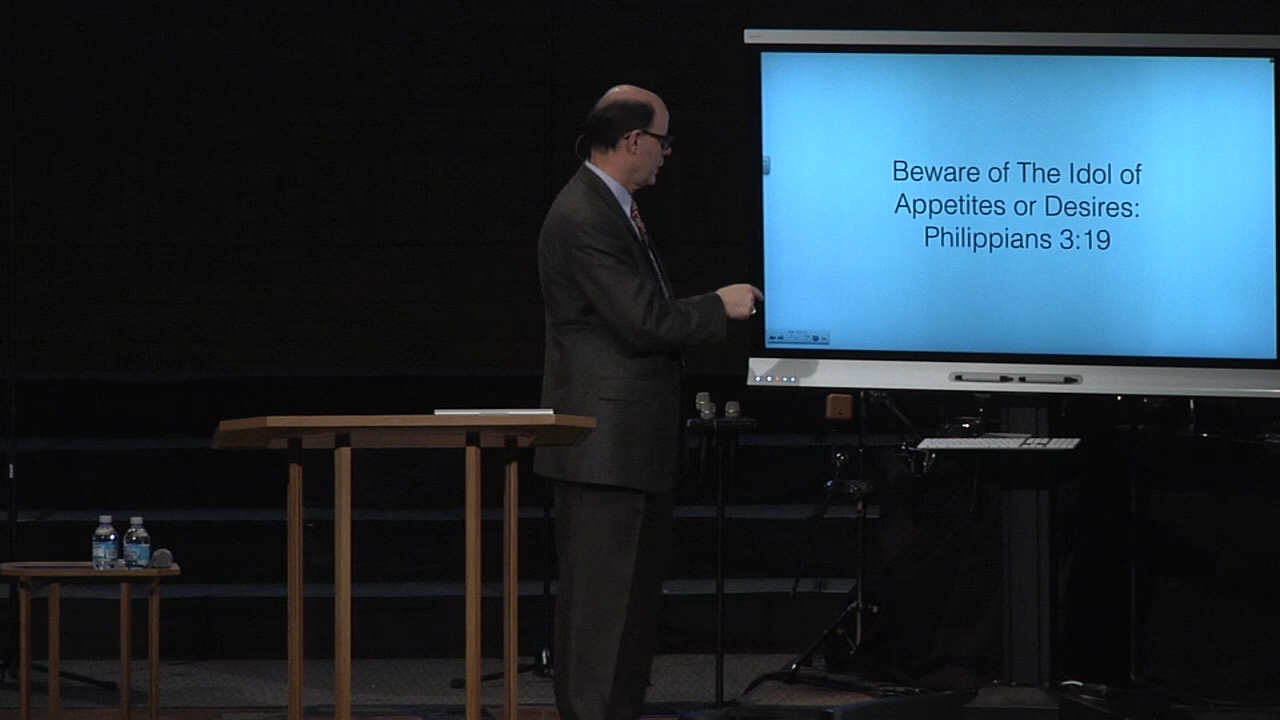 Beware of The Idol of
Appetites or Desires:
Philippians 3:19